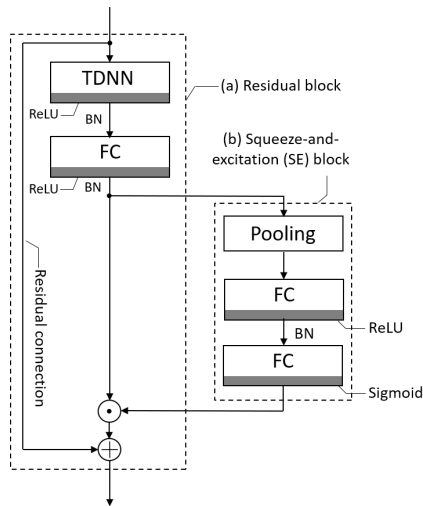 TDNN
ReLU
BN
(a) Residual block
FC
ReLU
BN
(b) Squeeze-and-
excitation (SE) block
Pooling
FC
ReLU
BN
FC
Sigmoid
Residual connection